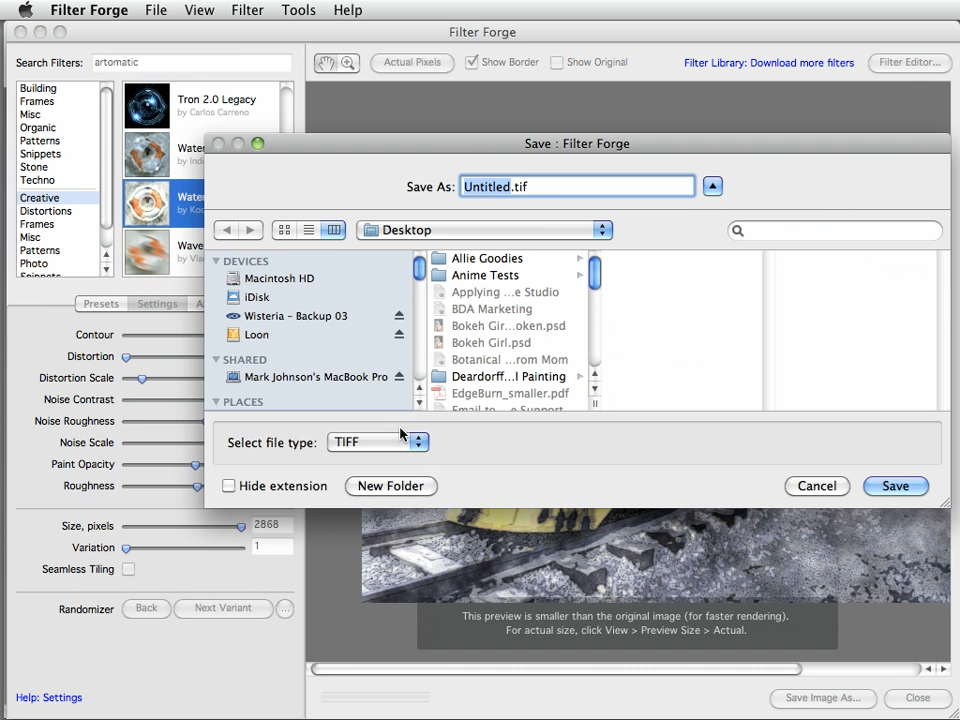 Filter Forge File View Filter Tools Help
Filter Forge
Search Filters: artomatic
Actual Pixels Show Border Show Original Filter Library: Download more filters Filter Editor...
Building
Frames
Misc
Organic
Patterns
Snippets
Stone
Techno
Creative
Distortions
Frames
Misc
Patterns
Photo
Snippets
Tron 2.0 Legacy
by Carlos Carreno
Save : Filter Forge
Save As: Untitled.tif
Desktop
DEVICES
Macintosh HD
iDisk
Wisteria - Backup 03
Loon
SHARED
Mark Johnson's MacBook Pro
PLACES
Allie Goodies
Anime Tests
Applying ...e Studio
BDA Marketing
Bokeh Gir...oken.psd
Bokeh Girl.psd
Botanical ...rom Mom
Deardorff...l Painting
EdgeBurn_smaller.pdf
Email to ...e Support
Select file type: TIFF
Hide extension New Folder Cancel Save
Presets Settings
Contour
Distortion
Distortion Scale
Noise Contrast
Noise Roughness
Noise Scale
Paint Opacity
Roughness
Size, pixels 2868
Variation 1
Seamless Tiling
Randomizer Back Next Variant ...
This preview is smaller than the original image (for faster rendering).
For actual size, click View > Preview Size > Actual.
Help: Settings
Save Image As... Close